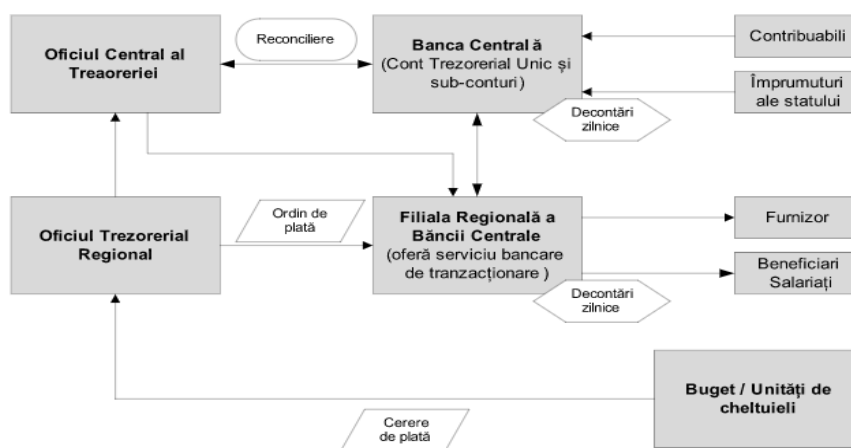 Oficiul Central al
Treaoreriei
Reconciliere
Banca Centrală
(Cont Trezorerial Unic și
sub-conturi)
Contribuabili
Împrumuturi
ale statului
Decontări
zilnice
Oficiul Trezorerial
Regional
Ordin de
plată
Filiala Regională a
Băncii Centrale
(oferă serviciu bancare
de tranzacționare )
Furnizor
Beneficiari
Salariați
Decontări
zilnice
Buget / Unități de
cheltuieli
Cerere
de plată